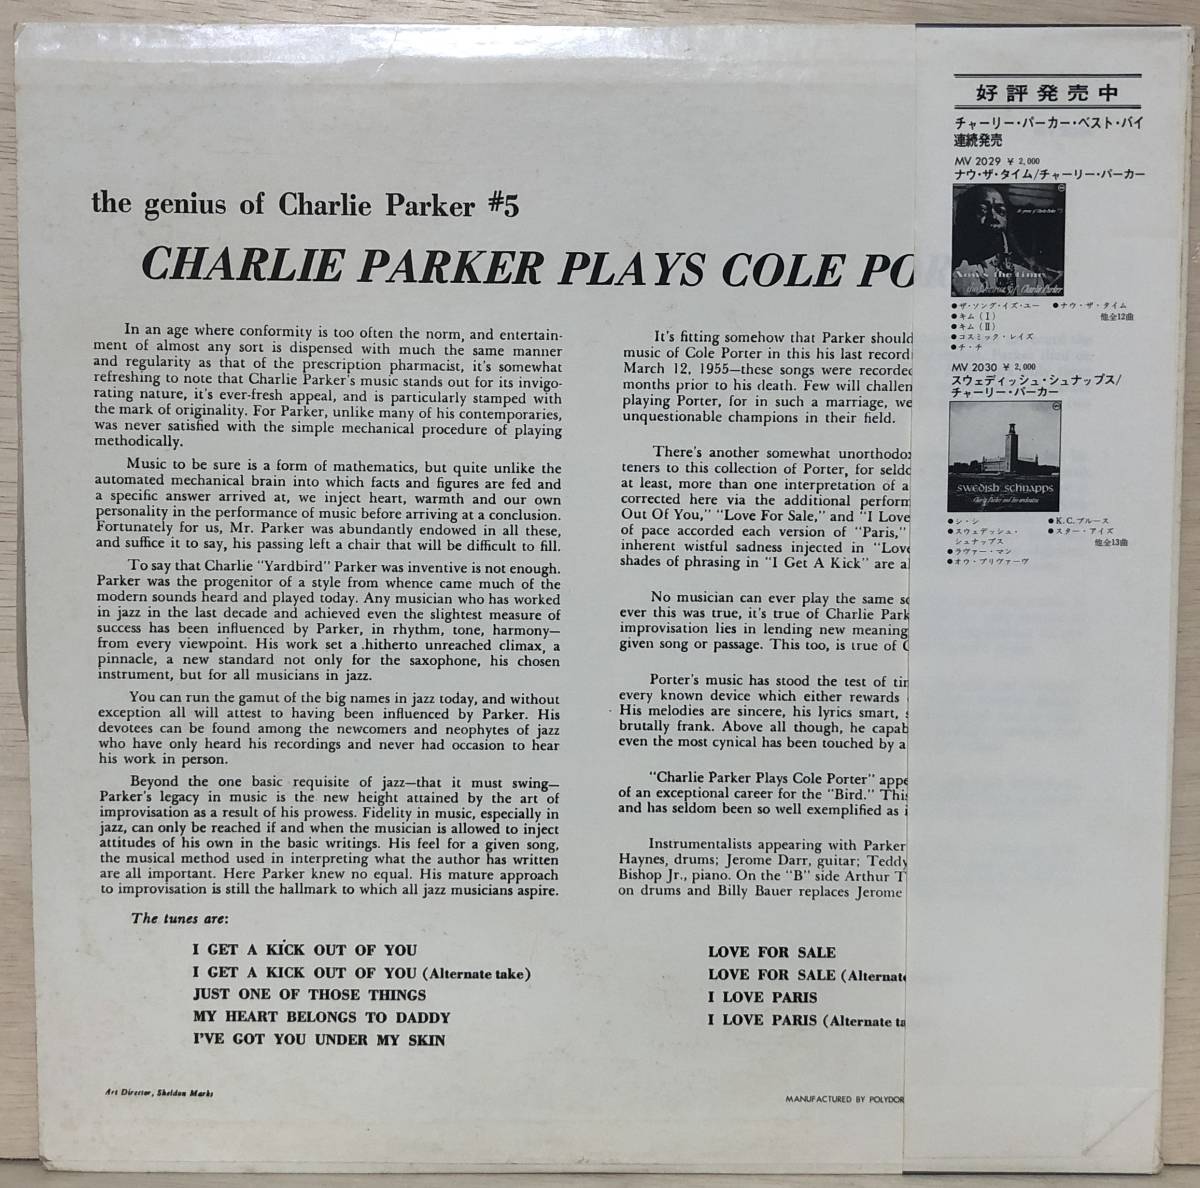 the genius of Charlie Parker #5
CHARLIE PARKER PLAYS COLE PO
In an age where conformity is too often the norm, and entertain-
ment of almost any sort is dispensed with much the same manner
and regularity as that of the prescription pharmacist, it's somewhat
refreshing to note that Charlie Parker's music stands out for its invigo-
rating nature, it's ever-fresh appeal, and is particularly stamped with
the mark of originality. For Parker, unlike many of his contemporaries,
was never satisfied with the simple mechanical procedure of playing
methodically.
Music to be sure is a form of mathematics, but quite unlike the
automated mechanical brain into which facts and figures are fed and
a specific answer arrived at, we inject heart, warmth and our own
personality in the performance of music before arriving at a conclusion.
Fortunately for us, Mr. Parker was abundantly endowed in all these,
and suffice it to say, his passing left a chair that will be difficult to fill.
To say that Charlie "Yardbird" Parker was inventive is not enough.
Parker was the progenitor of a style from whence came much of the
modern sounds heard and played today. Any musician who has worked
in jazz in the last decade and achieved even the slightest measure of
success has been influenced by Parker, in rhythm, tone, harmony—
from every viewpoint. His work set a .hitherto unreached climax, a
pinnacle, a new standard not only for the saxophone, his chosen
instrument, but for all musicians in jazz.
You can run the gamut of the big names in jazz today, and without
exception all will attest to having been influenced by Parker. His
devotees can be found among the newcomers and neophytes of jazz
who have only heard his recordings and never had occasion to hear
his work in person.
Beyond the one basic requisite of jazz—that it must swing—
Parker's legacy in music is the new height attained by the art of
improvisation as a result of his prowess. Fidelity in music, especially in
jazz, can only be reached if and when the musician is allowed to inject
attitudes of his own in the basic writings. His feel for a given song,
the musical method used in interpreting what the author has written
are all important. Here Parker knew no equal. His mature approach
to improvisation is still the hallmark to which all jazz musicians aspire.
It's fitting somehow that Parker should
music of Cole Porter in this his last record
March 12, 1955—these songs were recorded
months prior to his death. Few will challen
playing Porter, for in such a marriage, we
unquestionable champions in their field.
There's another somewhat unorthodox
teners to this collection of Porter, for seldo
at least, more than one interpretation of a
corrected here via the additional perform
Out Of You," "Love For Sale," and "I Love
of pace accorded each version of "Paris,"
inherent wistful sadness injected in "Love
shades of phrasing in "I Get A Kick" are a
No musician can ever play the same so
ever this was true, it's true of Charlie Park
improvisation lies in lending new meaning
given song or passage. This too, is true of C
Porter's music has stood the test of tim
every known device which either rewards
His melodies are sincere, his lyrics smart, s
brutally frank. Above all though, he capab
even the most cynical has been touched by a
"Charlie Parker Plays Cole Porter" appe
of an exceptional career for the "Bird." This
and has seldom been so well exemplified as i
Instrumentalists appearing with Parker
Haynes, drums; Jerome Darr, guitar; Teddy
Bishop Jr., piano. On the "B" side Arthur T
on drums and Billy Bauer replaces Jerome
The tunes are:
I GET A KICK OUT OF YOU
I GET A KICK OUT OF YOU (Alternate take)
JUST ONE OF THOSE THINGS
MY HEART BELONGS TO DADDY
I'VE GOT YOU UNDER MY SKIN
LOVE FOR SALE
LOVE FOR SALE (Alternate
I LOVE PARIS
I LOVE PARIS (Alternate ta
Art Director, Sheldon Marks
MANUFACTURED BY POLYDOR
好評発売中
チャーリー・パーカー・ベスト・バイ
連続発売
MV 2029 ¥ 2,000
ナウ・ザ・タイム/チャーリー・パーカー
the genius of Charlie Parker #3
Now's the time
●ザ・ソング・イズ・ユー ●ナウ・ザ・タイム
●キム (I) 他全12曲
●キム (II)
●コスミック・レイズ
●チ・チ
MV 2030 ¥ 2,000
スウェディッシュ・シュナップス/
チャーリー・パーカー
swedish schnapps
Charlie Parker and his orchestra
●シ・シ ●K.C.ブルース
●スウェデッシュ・ ●スター・アイズ
シュナップス 他全13曲
●ラヴァー・マン
●オウ・プリヴァーヴ